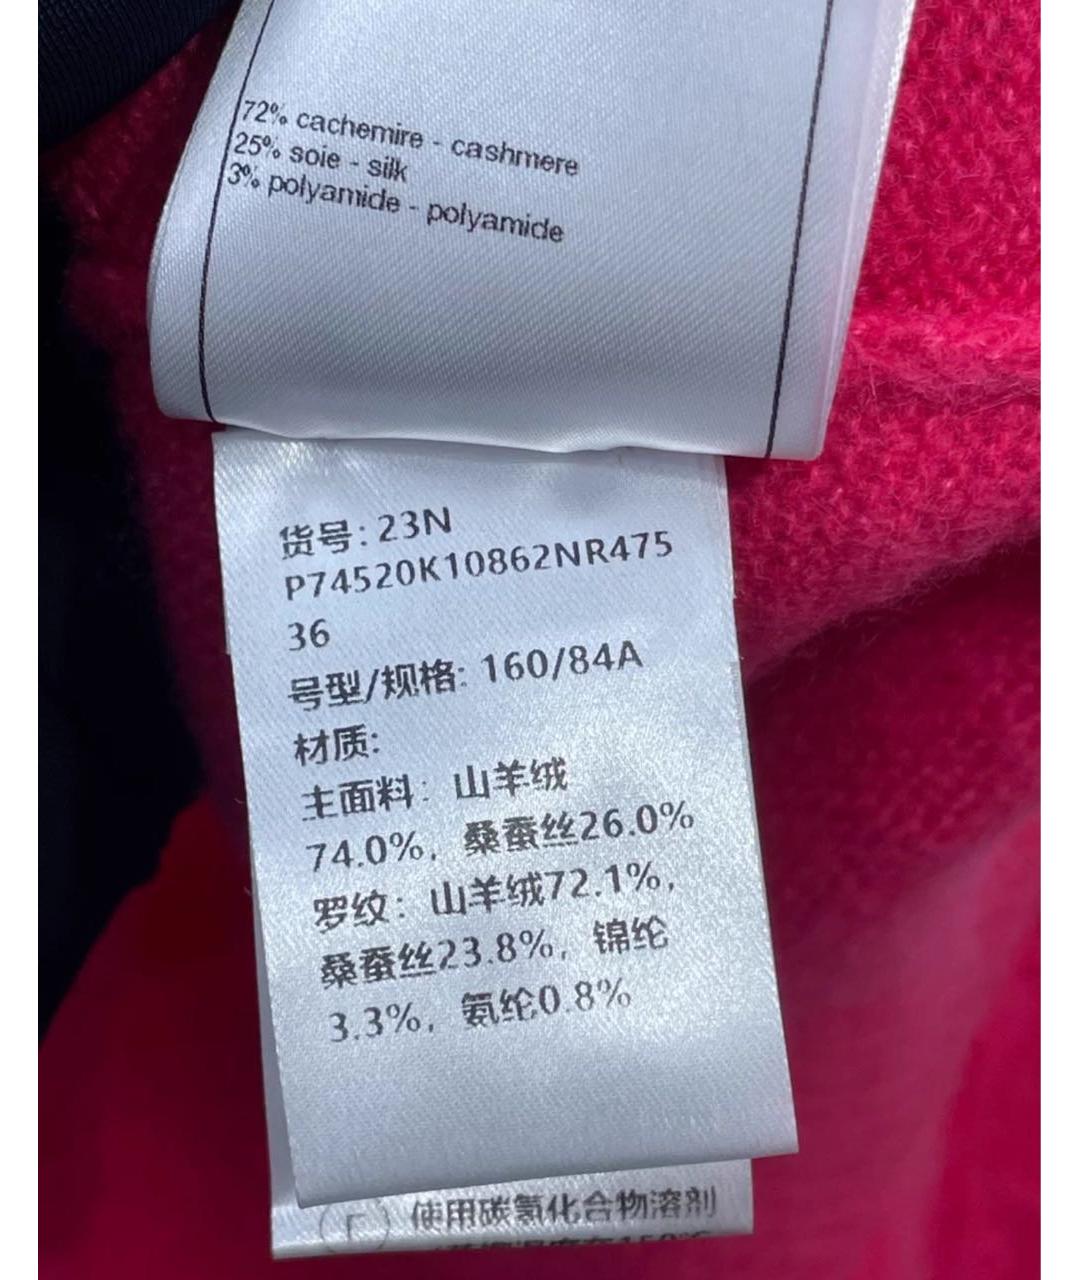 72% cachemire - cashmere
25% soie - silk
3% polyamide - polyamide
货号: 23N
P74520K10862NR475
36
号型/规格: 160/84A
材质:
主面料: 山羊绒
74.0%, 桑蚕丝26.0%
罗纹: 山羊绒72.1%,
桑蚕丝23.8%, 锦纶
3.3%, 氨纶0.8%
F 使用碳氢化合物溶剂